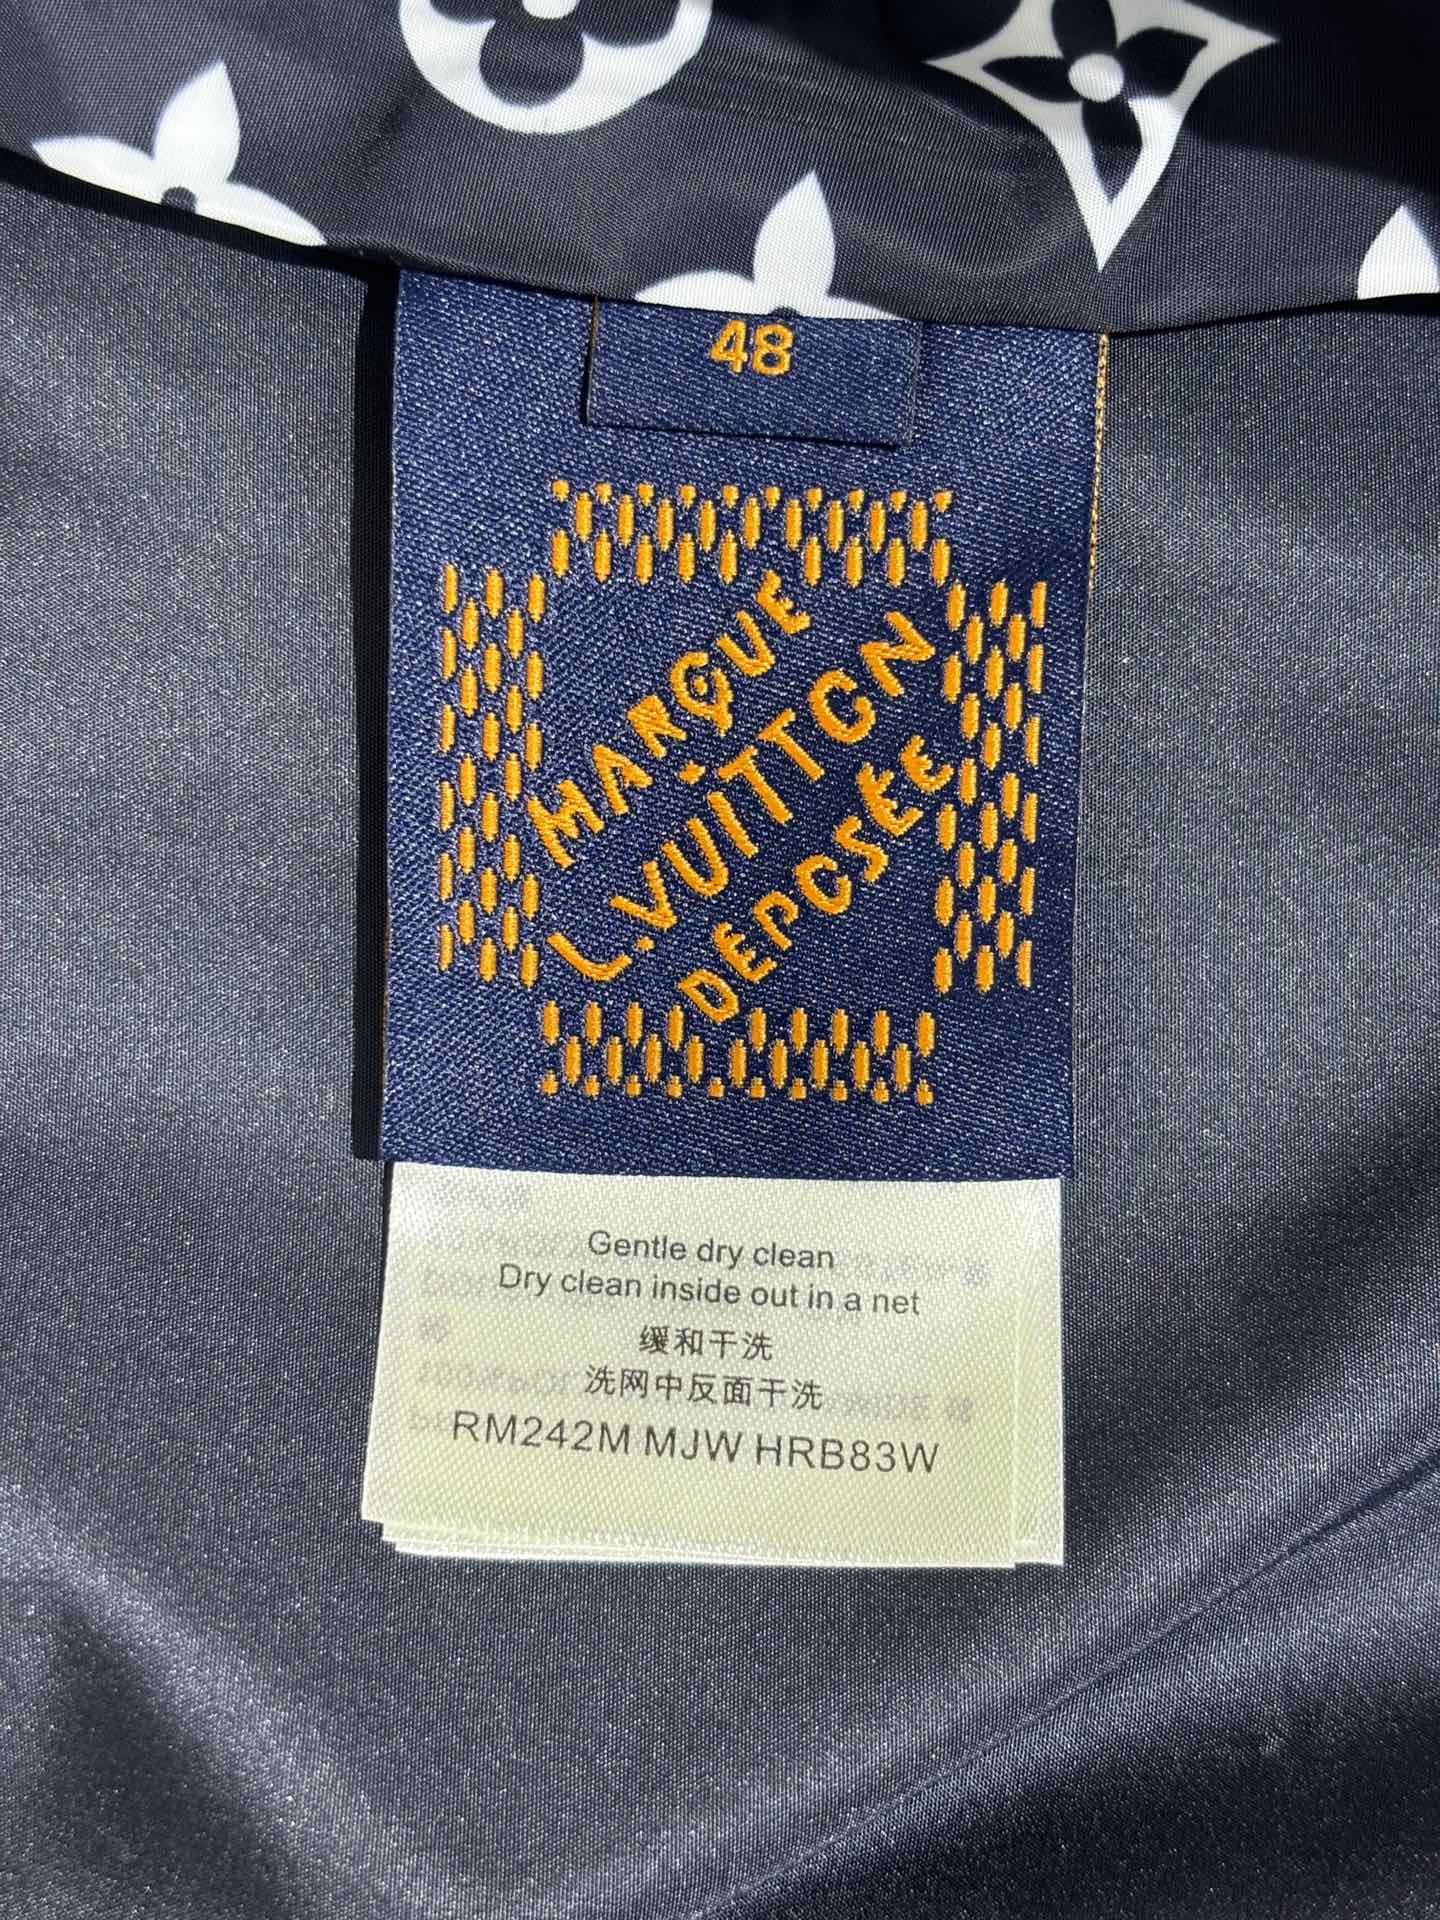 48
MARQUE
L.VUITTON
DEPOSÉE
Gentle dry clean
Dry clean inside out in a net
缓和干洗
洗网中反面干洗
RM242M MJW HRB83W